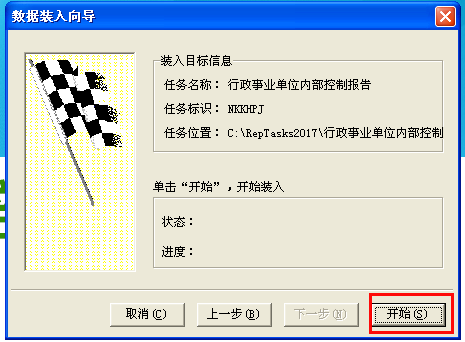 数据装入向导
装入目标信息
任务名称： 行政事业单位内部控制报告
任务标识： NKKHPJ
任务位置： C:\RepTasks2017\行政事业单位内部控制
单击“开始”，开始装入
状态：
进度：
取消(C)
上一步(B)
下一步(N)
开始(S)